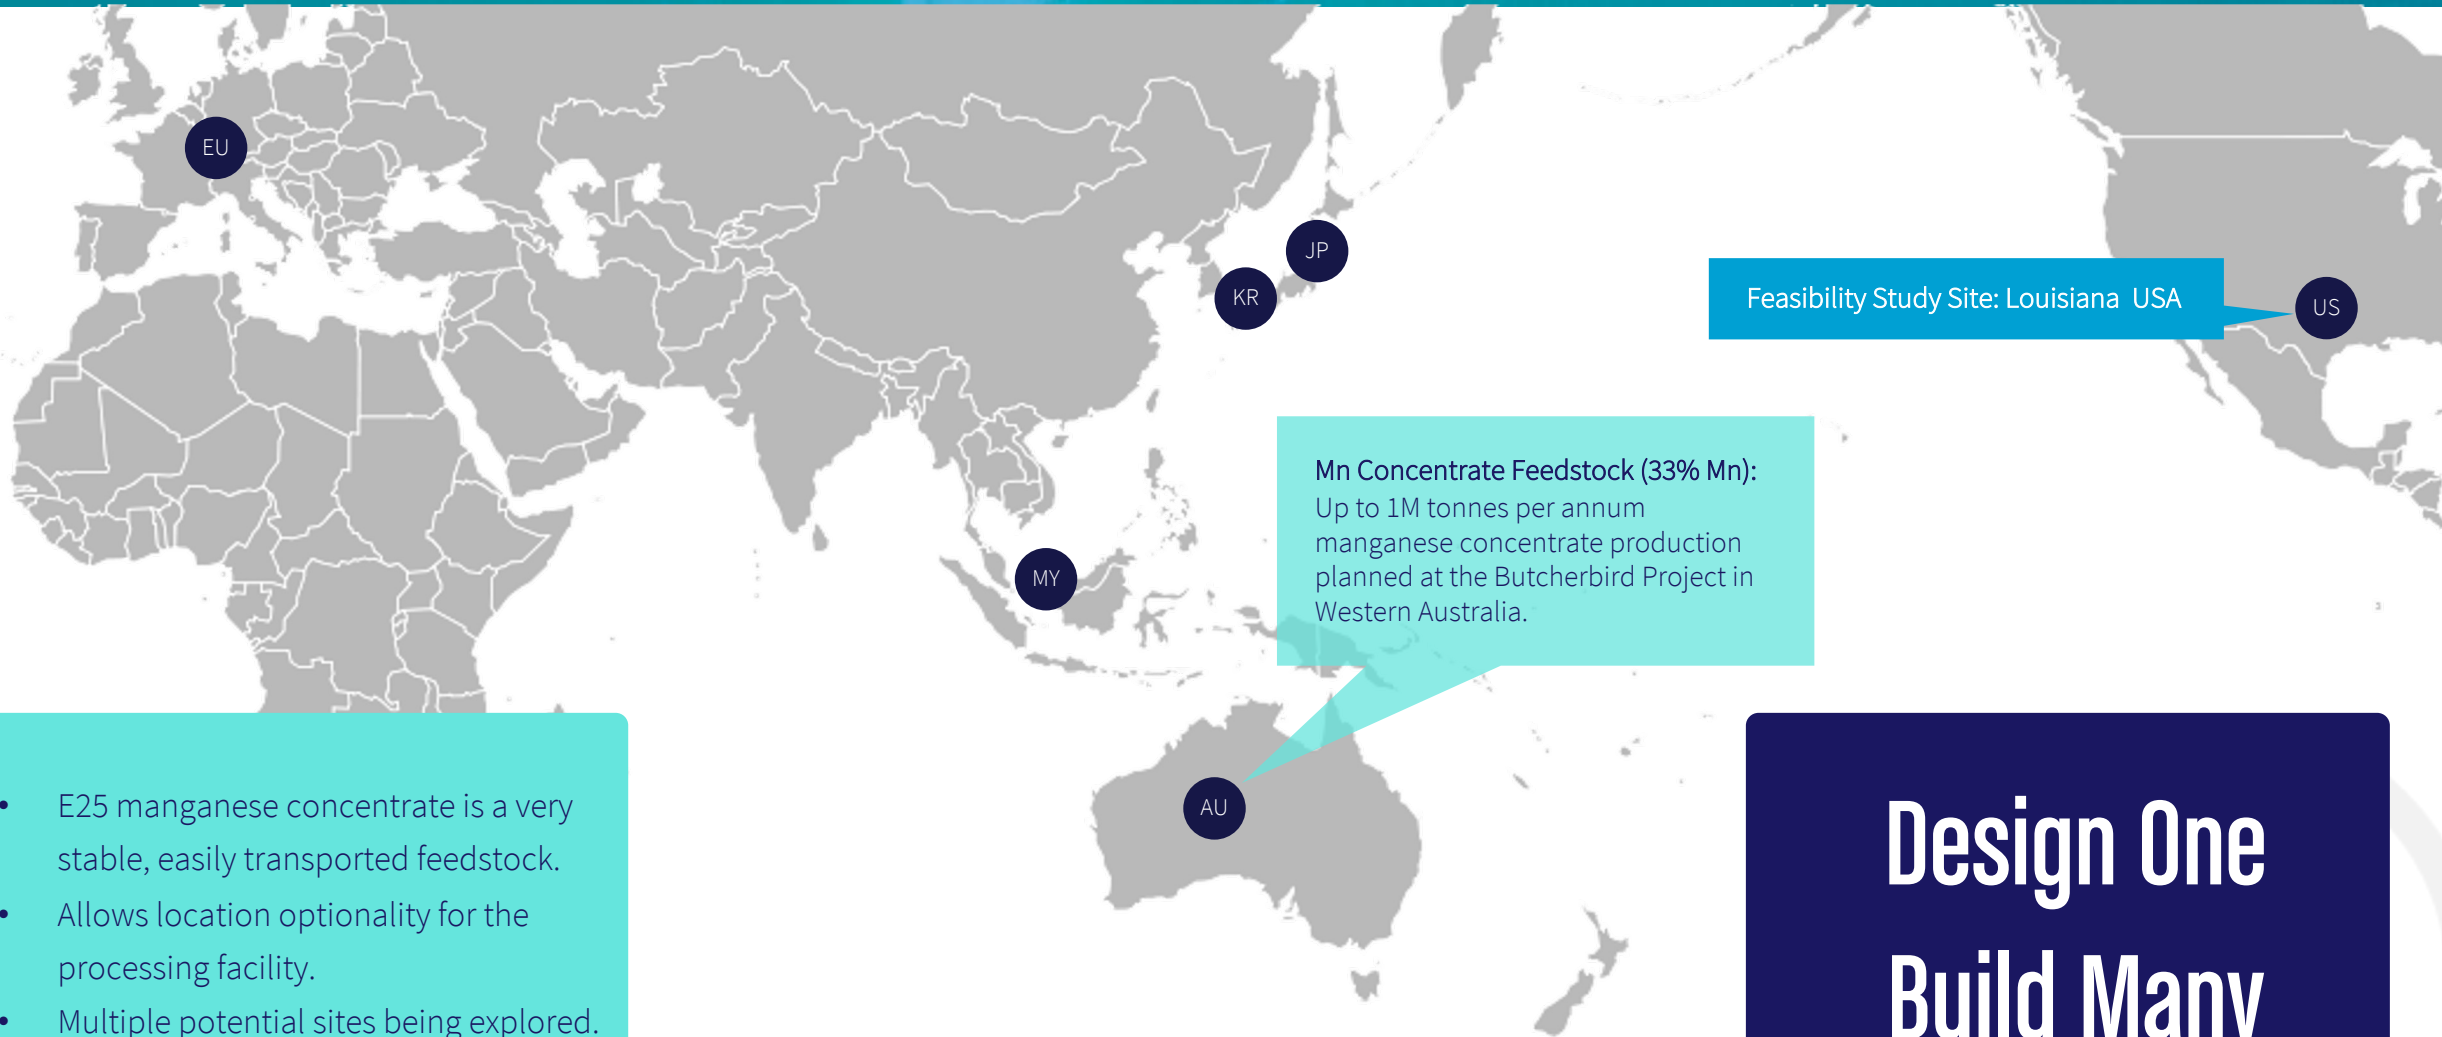 EU
JP
KR
Feasibility Study Site: Louisiana USA
US
Mn Concentrate Feedstock (33% Mn):
Up to 1M tonnes per annum
manganese concentrate production
planned at the Butcherbird Project in
Western Australia.
MY
AU
• E25 manganese concentrate is a very
stable, easily transported feedstock.
• Allows location optionality for the
processing facility.
• Multiple potential sites being explored.
Design One
Build Many